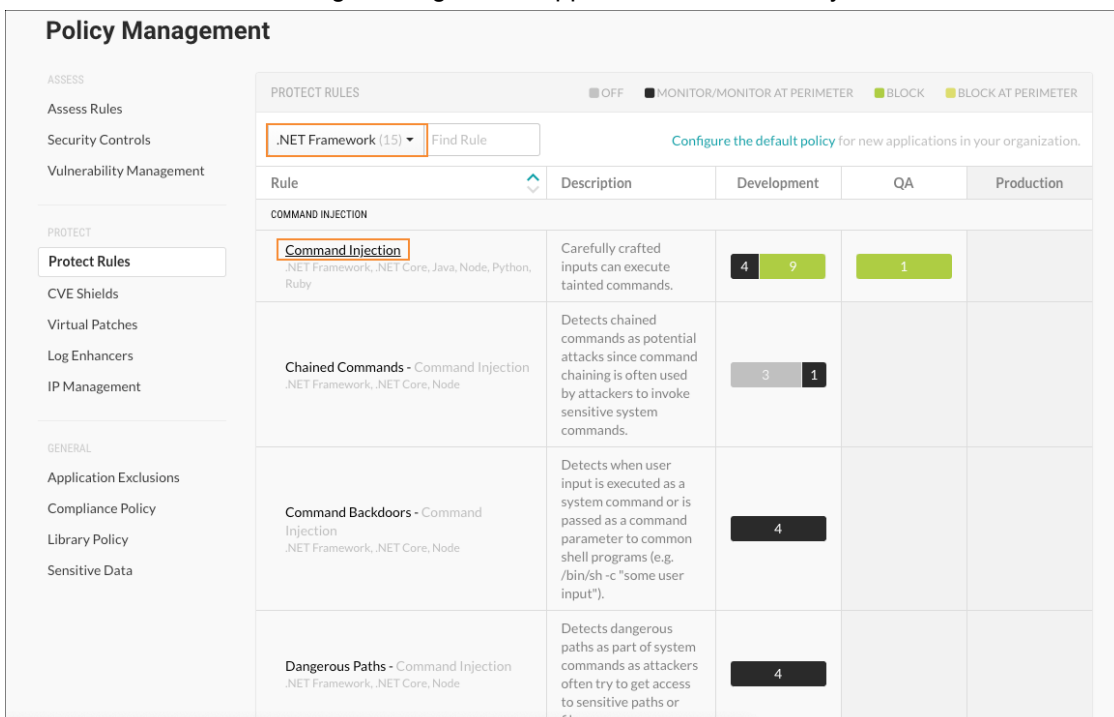 Policy Management
ASSESS
Assess Rules
Security Controls
Vulnerability Management
PROTECT
Protect Rules
CVE Shields
Virtual Patches
Log Enhancers
IP Management
GENERAL
Application Exclusions
Compliance Policy
Library Policy
Sensitive Data
PROTECT RULES
OFF MONITOR/MONITOR AT PERIMETER BLOCK BLOCK AT PERIMETER
.NET Framework (15) Find Rule
Configure the default policy for new applications in your organization.
Rule Description Development QA Production
COMMAND INJECTION
Command Injection
.NET Framework, .NET Core, Java, Node, Python,
Ruby
Carefully crafted
inputs can execute
tainted commands.
4 9 1
Chained Commands - Command Injection
.NET Framework, .NET Core, Node
Detects chained
commands as potential
attacks since command
chaining is often used
by attackers to invoke
sensitive system
commands.
3 1
Command Backdoors - Command
Injection
.NET Framework, .NET Core, Node
Detects when user
input is executed as a
system command or is
passed as a command
parameter to common
shell programs (e.g.
/bin/sh -c "some user
input").
4
Dangerous Paths - Command Injection
.NET Framework, .NET Core, Node
Detects dangerous
paths as part of system
commands as attackers
often try to get access
to sensitive paths or
4